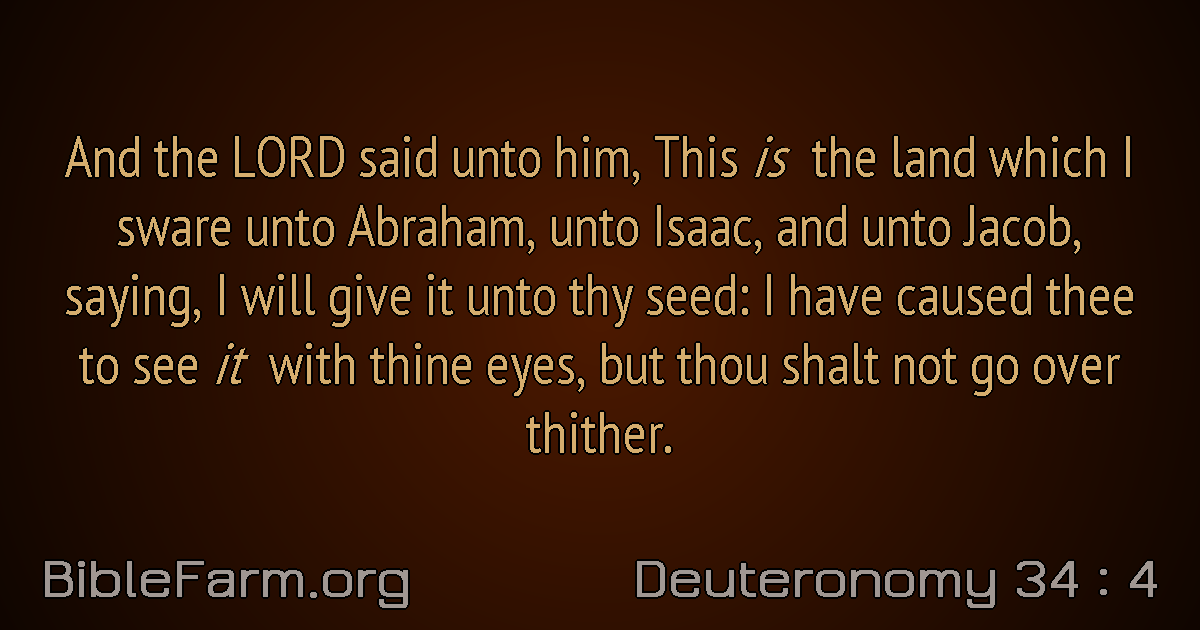 And the LORD said unto him, This is the land which I
sware unto Abraham, unto Isaac, and unto Jacob,
saying, I will give it unto thy seed: I have caused thee
to see it with thine eyes, but thou shalt not go over
thither.
BibleFarm.org
Deuteronomy 34 : 4